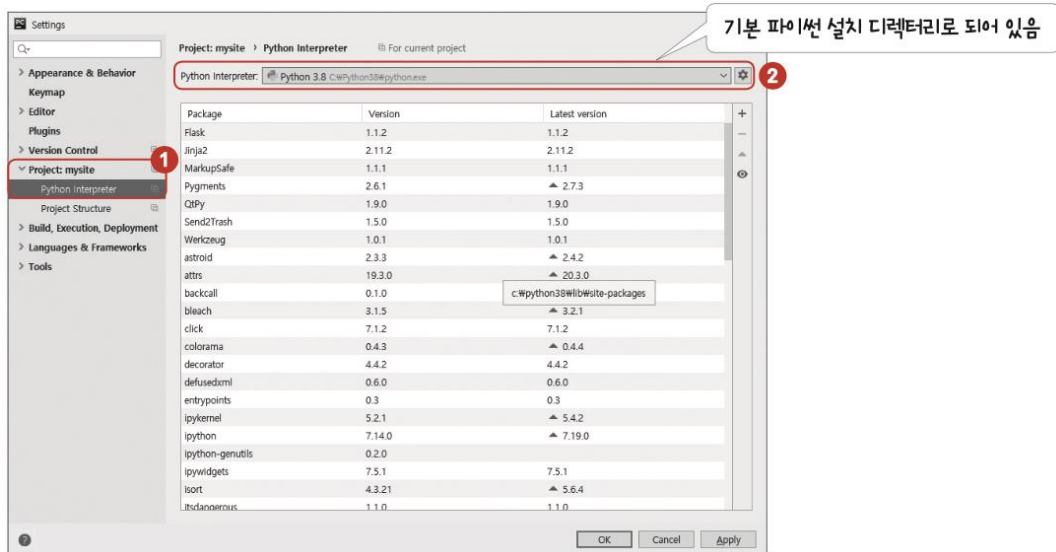 기본 파이썬 설치 디렉터리로 되어 있음
PC Settings
Project: mysite > Python Interpreter For current project
Python Interpreter: Python 3.8 C:₩Python38₩python.exe
2
> Appearance & Behavior
Keymap
> Editor
Plugins
> Version Control
1
Project: mysite
Python Interpreter
Project Structure
> Build, Execution, Deployment
> Languages & Frameworks
> Tools
Package Version Latest version
Flask 1.1.2 1.1.2
Jinja2 2.11.2 2.11.2
MarkupSafe 1.1.1 1.1.1
Pygments 2.6.1 ▲ 2.7.3
QtPy 1.9.0 1.9.0
Send2Trash 1.5.0 1.5.0
Werkzeug 1.0.1 1.0.1
astroid 2.3.3 ▲ 2.4.2
attrs 19.3.0 ▲ 20.3.0
backcall 0.1.0
c:₩python38₩lib₩site-packages
bleach 3.1.5 ▲ 3.2.1
click 7.1.2 7.1.2
colorama 0.4.3 ▲ 0.4.4
decorator 4.4.2 4.4.2
defusedxml 0.6.0 0.6.0
entrypoints 0.3 0.3
ipykernel 5.2.1 ▲ 5.4.2
ipython 7.14.0 ▲ 7.19.0
ipython-genutils 0.2.0
ipywidgets 7.5.1 7.5.1
isort 4.3.21 ▲ 5.6.4
itsdangerous 1.1.0 1.1.0
? OK Cancel Apply